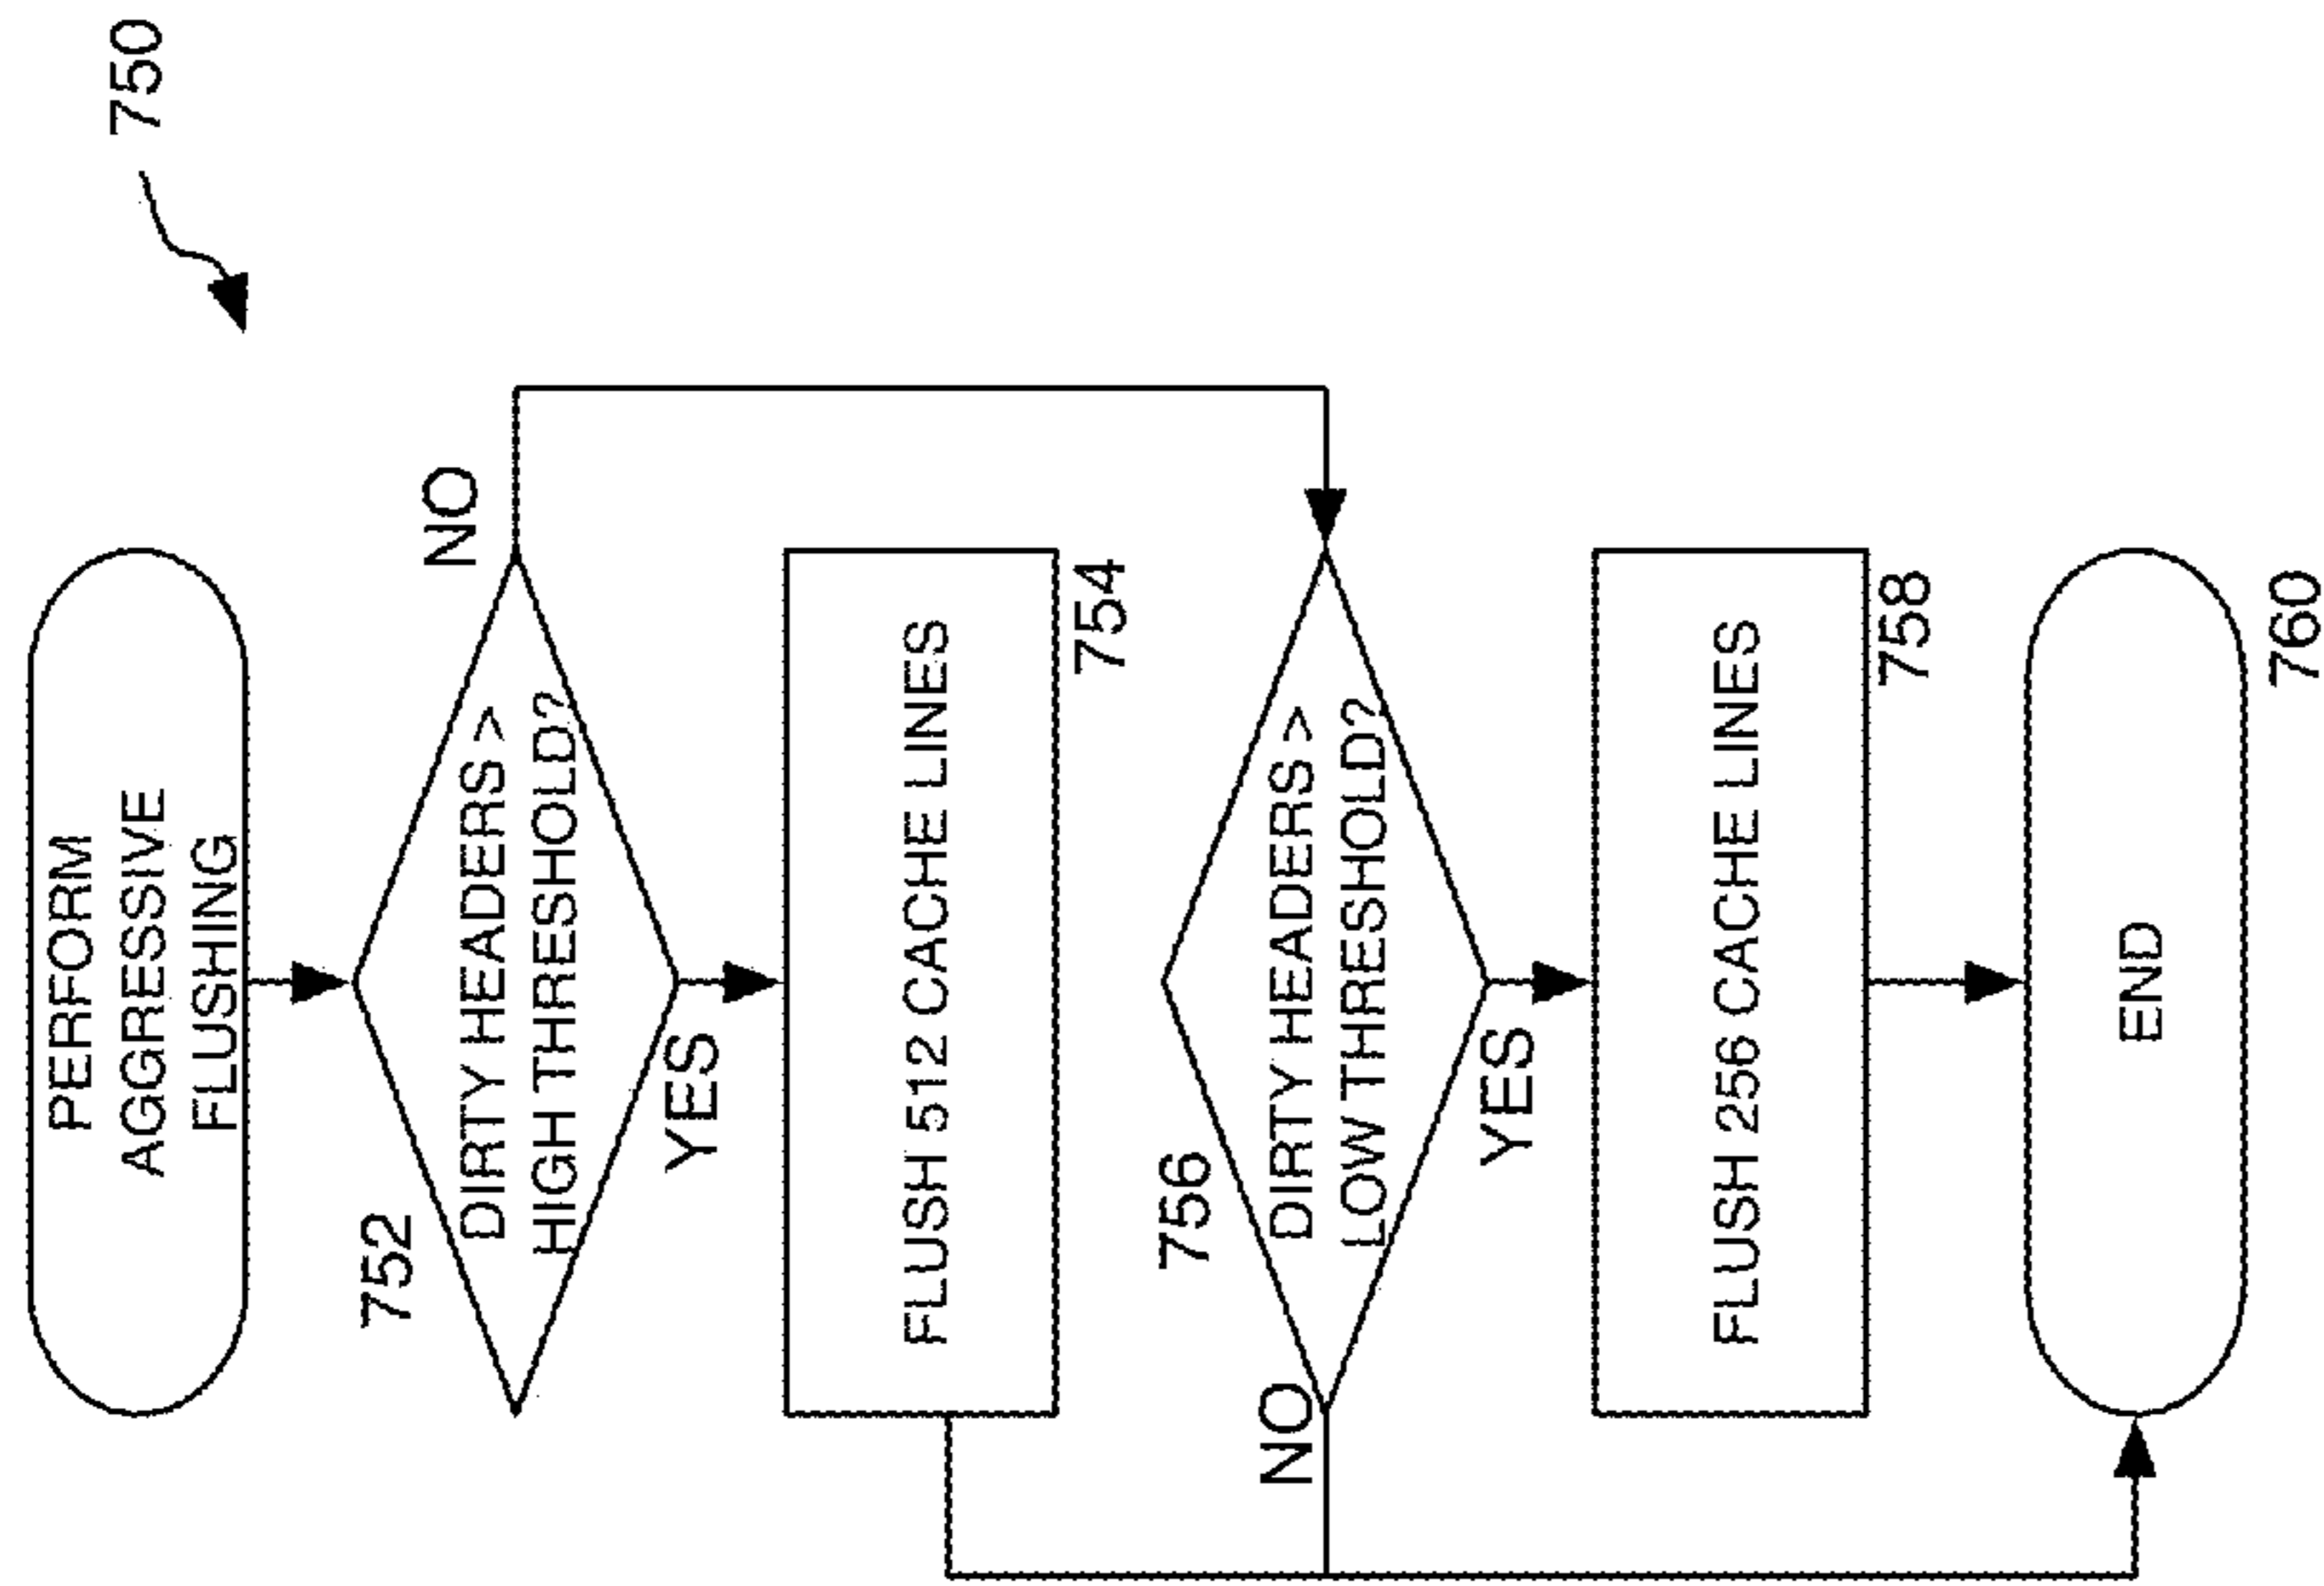 750
PERFORM
AGGRESSIVE
FLUSHING
752
DIRTY HEADERS >
HIGH THRESHOLD?
NO
YES
FLUSH 512 CACHE LINES
754
756
DIRTY HEADERS >
LOW THRESHOLD?
NO
YES
FLUSH 256 CACHE LINES
758
END
760